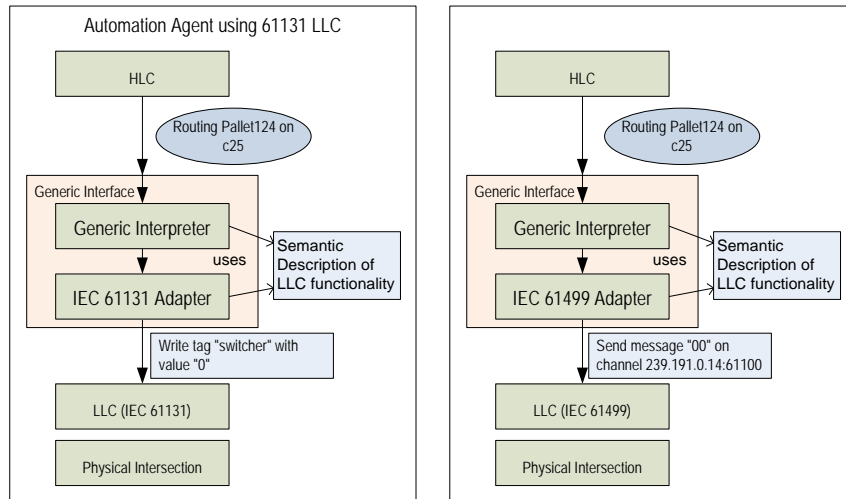 Automation Agent using 61131 LLC
HLC
Routing Pallet124 on
c25
Generic Interface
Generic Interpreter
uses
IEC 61131 Adapter
Semantic
Description of
LLC functionality
Write tag "switcher" with
value "0"
LLC (IEC 61131)
Physical Intersection
HLC
Routing Pallet124 on
c25
Generic Interface
Generic Interpreter
uses
IEC 61499 Adapter
Semantic
Description of
LLC functionality
Send message "00" on
channel 239.191.0.14:61100
LLC (IEC 61499)
Physical Intersection